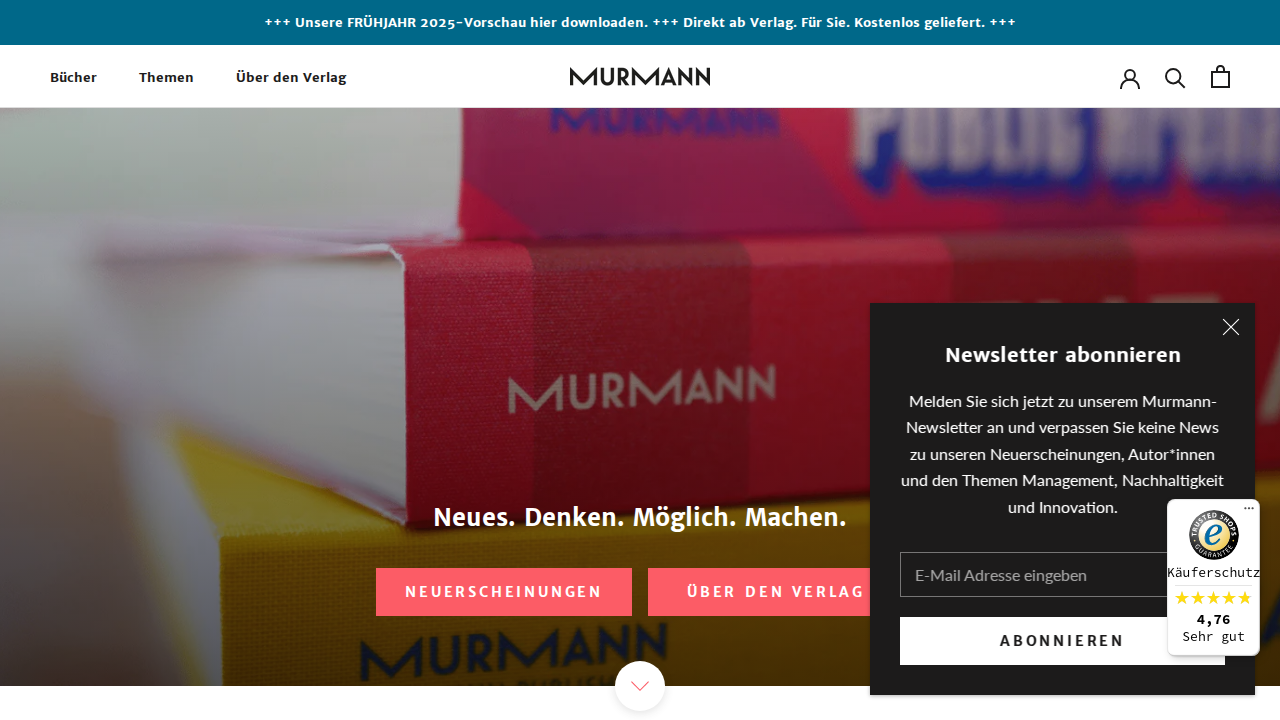 +++ Unsere FRÜHJAHR 2025-Vorschau hier downloaden. +++ Direkt ab Verlag. Für Sie. Kostenlos geliefert. +++
Bücher
Themen
Über den Verlag
MURMANN
MURMANN
PUBLIC
MURMANN
Neues. Denken. Möglich. Machen.
NEUERSCHEINUNGEN
ÜBER DEN VERLAG
MURMANN
Newsletter abonnieren
Melden Sie sich jetzt zu unserem Murmann-
Newsletter an und verpassen Sie keine News
zu unseren Neuerscheinungen, Autor*innen
und den Themen Management, Nachhaltigkeit
und Innovation.
E-Mail Adresse eingeben
ABONNIEREN
TRUSTED SHOPS
GUARANTEE
e
Käuferschutz
4,76
Sehr gut